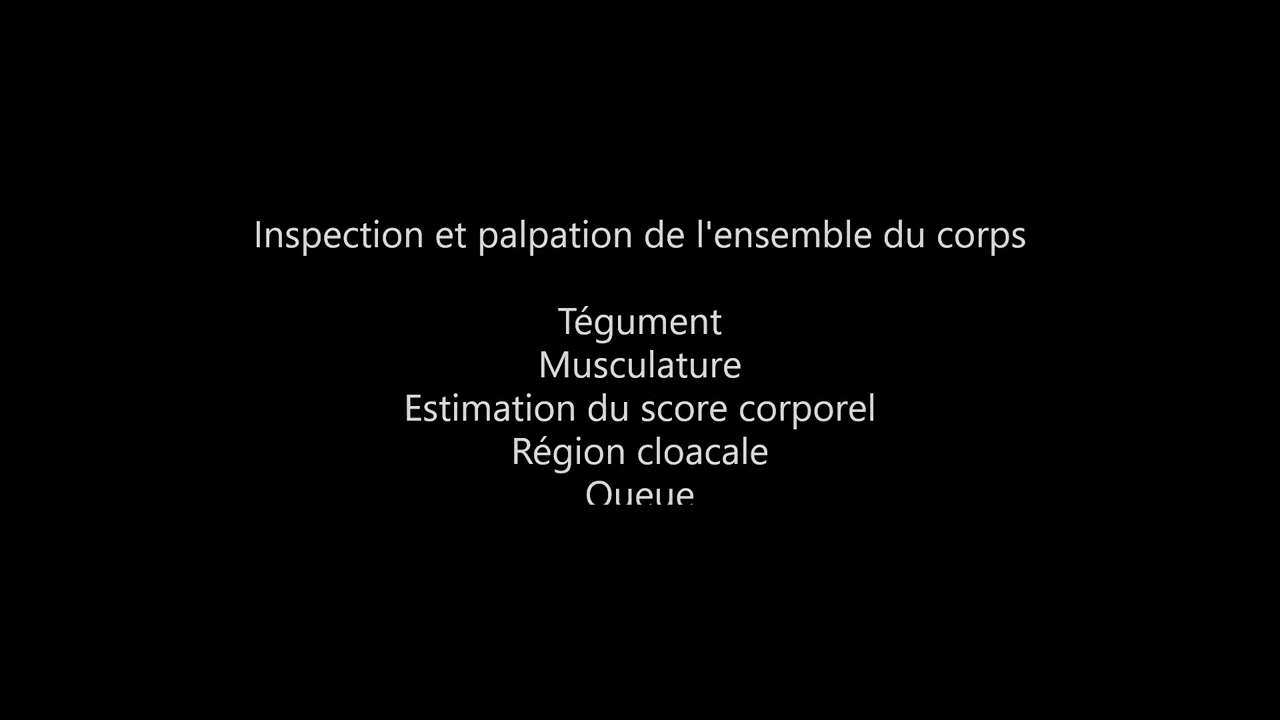 Inspection et palpation de l'ensemble du corps
Tégument
Musculature
Estimation du score corporel
Région cloacale
Queue